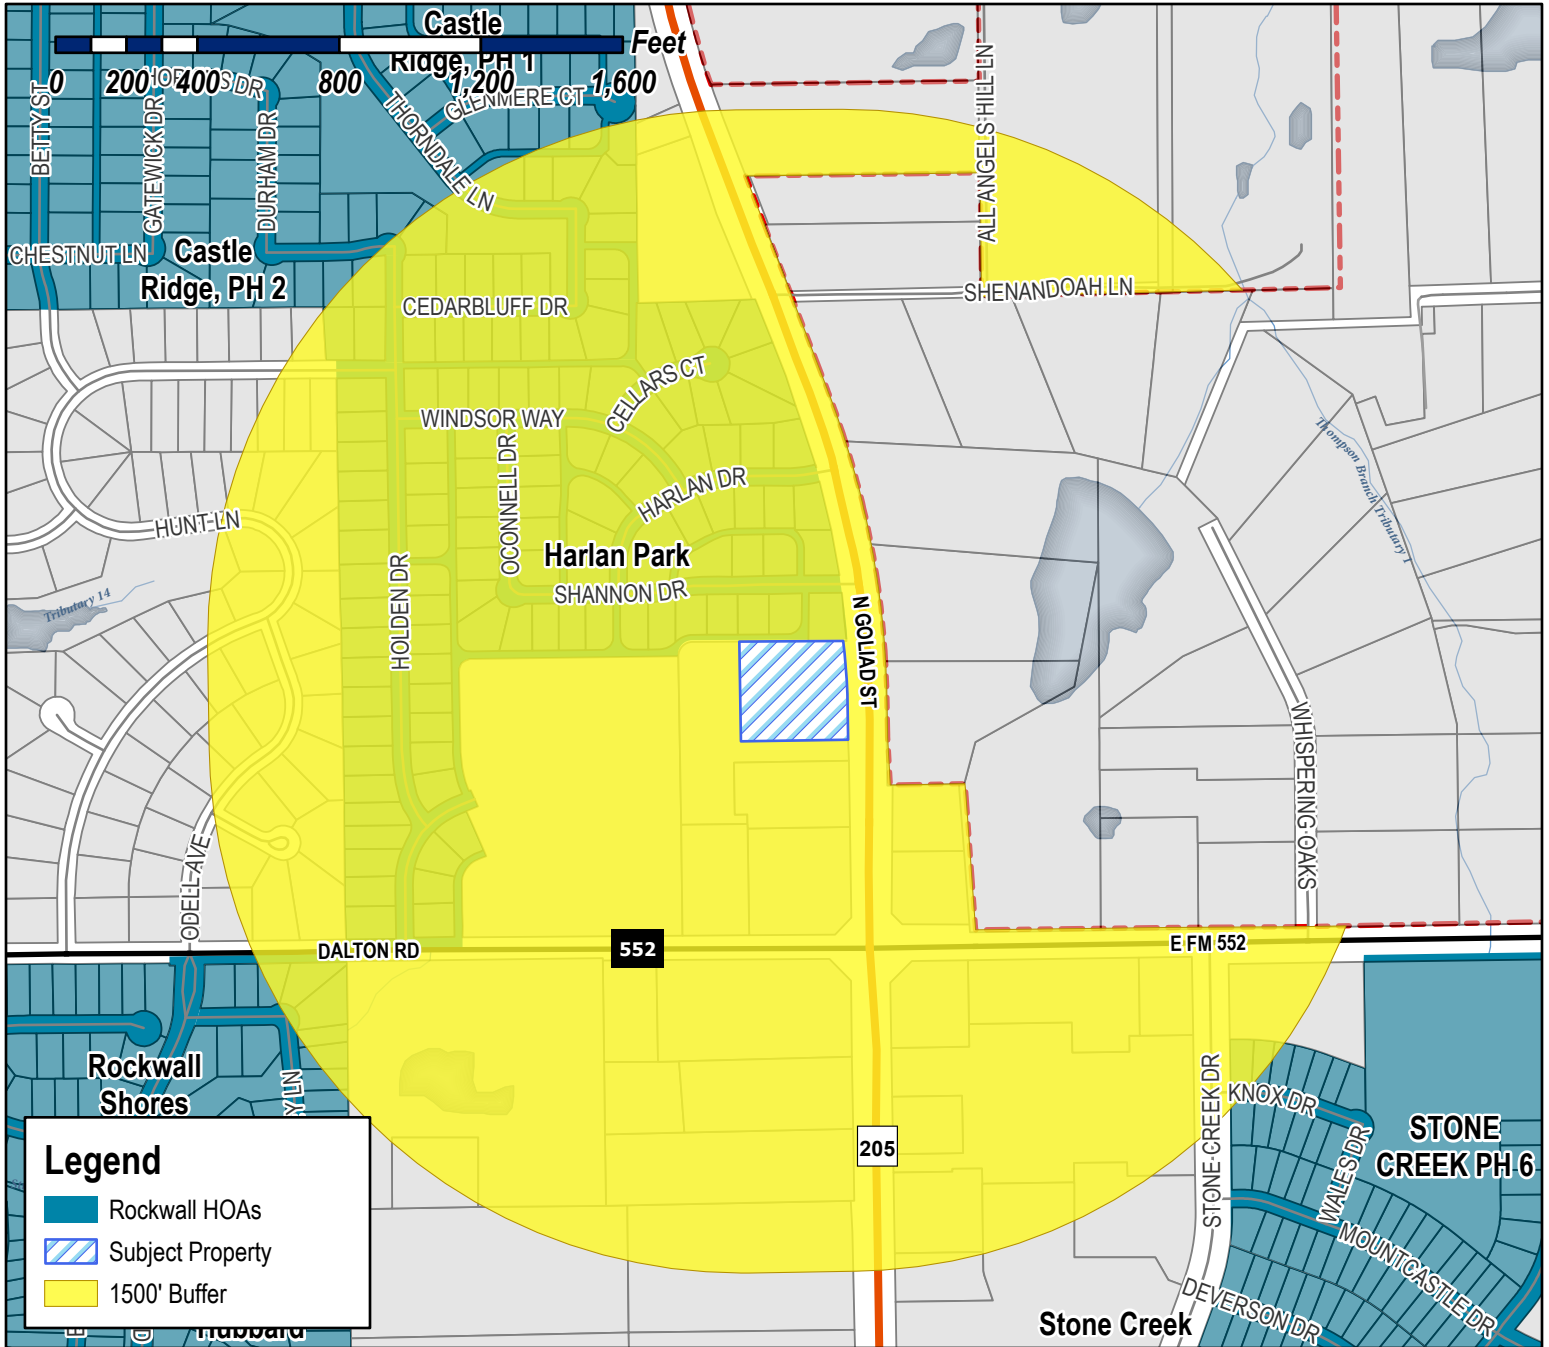 Castle
Ridge, PH 1
Feet
0 200 400 800 1,200 1,600
BETTY ST
GATEWICK DR
DURHAM DR
THORNDALE LN
GLENMERE CT
ALL ANGELS HILL LN
CHESTNUT LN
Castle
Ridge, PH 2
CEDARBLUFF DR
SHENANDOAH LN
CELLARS CT
WINDSOR WAY
OCONNELL DR
HARLAN DR
HUNT LN
Harlan Park
SHANNON DR
HOLDEN DR
N GOLIAD ST
Thompson Branch Tributary 1
Tributary 14
WHISPERING OAKS
ODELL AVE
DALTON RD
552
E FM 552
Rockwall
Shores
Y LN
STONE CREEK DR
KNOX DR
WALES DR
STONE
CREEK PH 6
205
MOUNTCASTLE DR
DEVERSON DR
Stone Creek
Hubbard
Legend
Rockwall HOAs
Subject Property
1500' Buffer